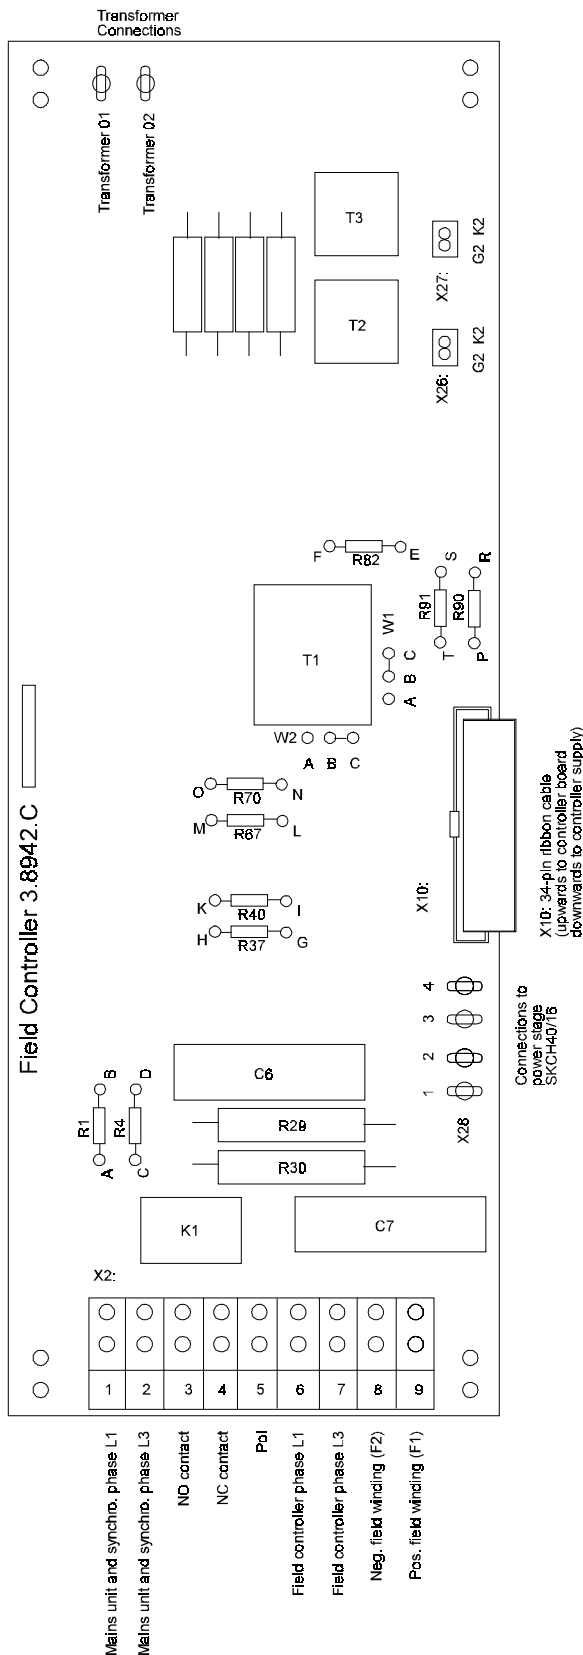 Transformer
Connections
Transformer 01
Transformer 02
T3
K2
G2
X27:
T2
K2
G2
X26:
F
R82
E
S
R
R91
R90
T
P
T1
W1
C
B
A
W2
A
B
C
O
R70
N
M
R67
L
K
R40
I
H
R37
G
Field Controller 3.8942.C
X10:
X10: 34-pin ribbon cable
(upwards to controller board
downwards to controller supply)
4
3
2
1
X28
Connections to
power stage
SKCH40/16
C6
B
D
R1
R4
A
C
R29
R30
K1
C7
X2:
1
2
3
4
5
6
7
8
9
Mains unit and synchro. phase L1
Mains unit and synchro. phase L3
NO contact
NC contact
Pol
Field controller phase L1
Field controller phase L3
Neg. field winding (F2)
Pos. field winding (F1)